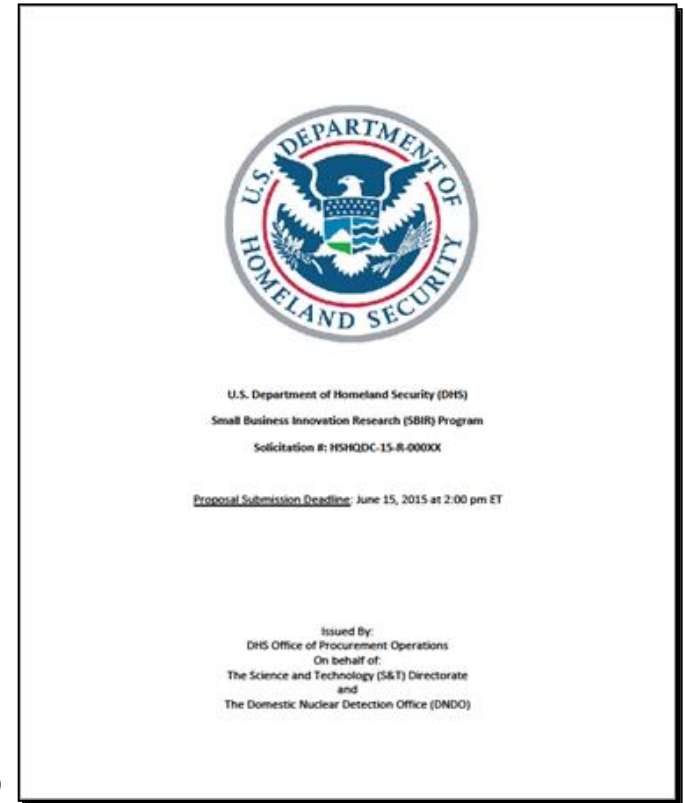 U.S. DEPARTMENT OF
HOMELAND SECURITY
U.S. Department of Homeland Security (DHS)
Small Business Innovation Research (SBIR) Program
Solicitation #: HSHQDC-15-R-000XX
Proposal Submission Deadline: June 15, 2015 at 2:00 pm ET
Issued By:
DHS Office of Procurement Operations
On behalf of:
The Science and Technology (S&T) Directorate
and
The Domestic Nuclear Detection Office (DNDO)